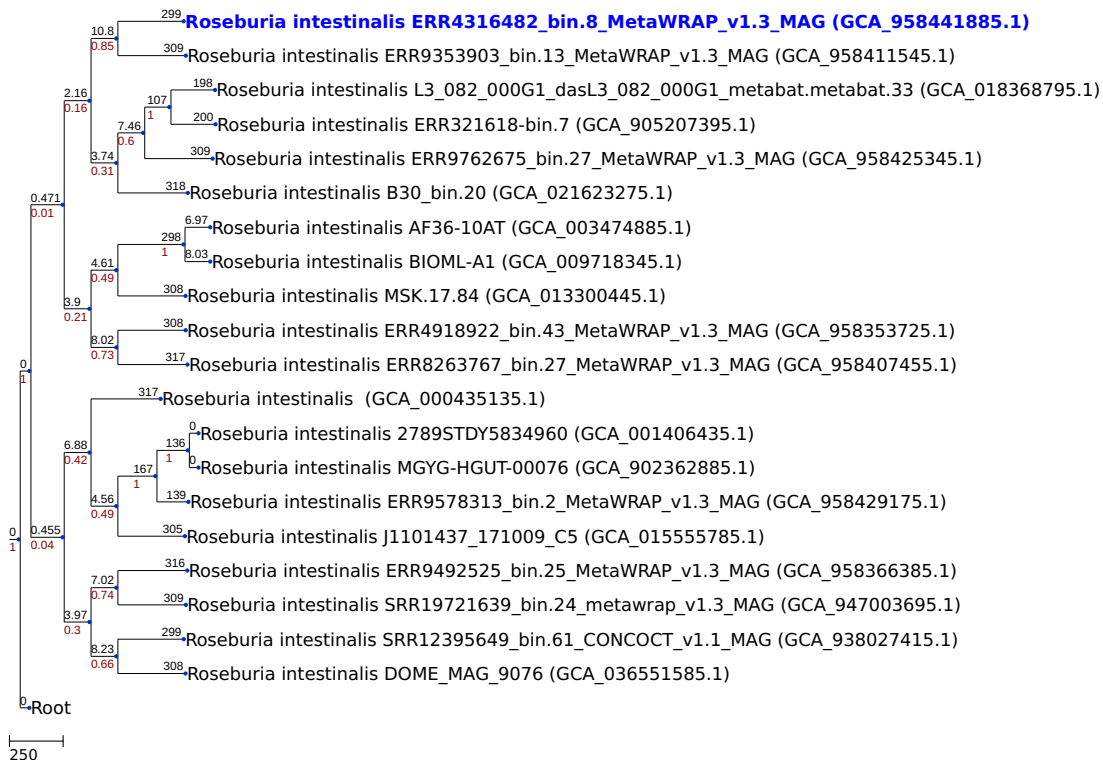 299
Roseburia intestinalis ERR4316482_bin.8_MetaWRAP_v1.3_MAG (GCA_958441885.1)
10.8
0.85
309
Roseburia intestinalis ERR9353903_bin.13_MetaWRAP_v1.3_MAG (GCA_958411545.1)
2.16
0.16
198
Roseburia intestinalis L3_082_000G1_dasL3_082_000G1_metabat.metabat.33 (GCA_018368795.1)
107
1
200
Roseburia intestinalis ERR321618-bin.7 (GCA_905207395.1)
7.46
0.6
309
Roseburia intestinalis ERR9762675_bin.27_MetaWRAP_v1.3_MAG (GCA_958425345.1)
3.74
0.31
318
Roseburia intestinalis B30_bin.20 (GCA_021623275.1)
0.471
0.01
6.97
Roseburia intestinalis AF36-10AT (GCA_003474885.1)
298
1
8.03
Roseburia intestinalis BIOML-A1 (GCA_009718345.1)
4.61
0.49
308
Roseburia intestinalis MSK.17.84 (GCA_013300445.1)
3.9
0.21
308
Roseburia intestinalis ERR4918922_bin.43_MetaWRAP_v1.3_MAG (GCA_958353725.1)
8.02
0.73
317
Roseburia intestinalis ERR8263767_bin.27_MetaWRAP_v1.3_MAG (GCA_958407455.1)
0
1
317
Roseburia intestinalis  (GCA_000435135.1)
6.88
0.42
0
Roseburia intestinalis 2789STDY5834960 (GCA_001406435.1)
136
1
0
Roseburia intestinalis MGYG-HGUT-00076 (GCA_902362885.1)
167
1
139
Roseburia intestinalis ERR9578313_bin.2_MetaWRAP_v1.3_MAG (GCA_958429175.1)
4.56
0.49
305
Roseburia intestinalis J1101437_171009_C5 (GCA_015555785.1)
0
1
0.455
0.04
316
Roseburia intestinalis ERR9492525_bin.25_MetaWRAP_v1.3_MAG (GCA_958366385.1)
7.02
0.74
309
Roseburia intestinalis SRR19721639_bin.24_metawrap_v1.3_MAG (GCA_947003695.1)
3.97
0.3
299
Roseburia intestinalis SRR12395649_bin.61_CONCOCT_v1.1_MAG (GCA_938027415.1)
8.23
0.66
308
Roseburia intestinalis DOME_MAG_9076 (GCA_036551585.1)
0
Root
250